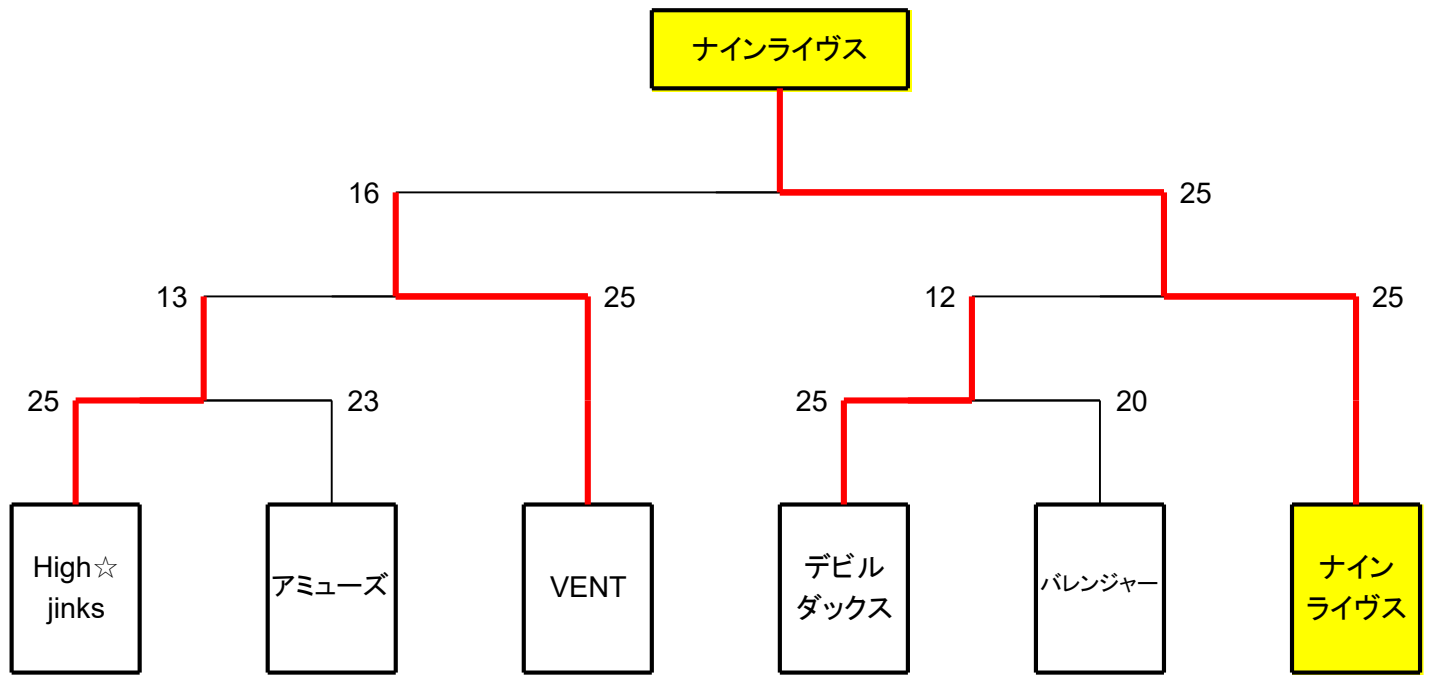 ナインライヴス
16
25
13
25
12
25
25
23
25
20
High☆
jinks
アミューズ
VENT
デビル
ダックス
バレンジャー
ナイン
ライヴス